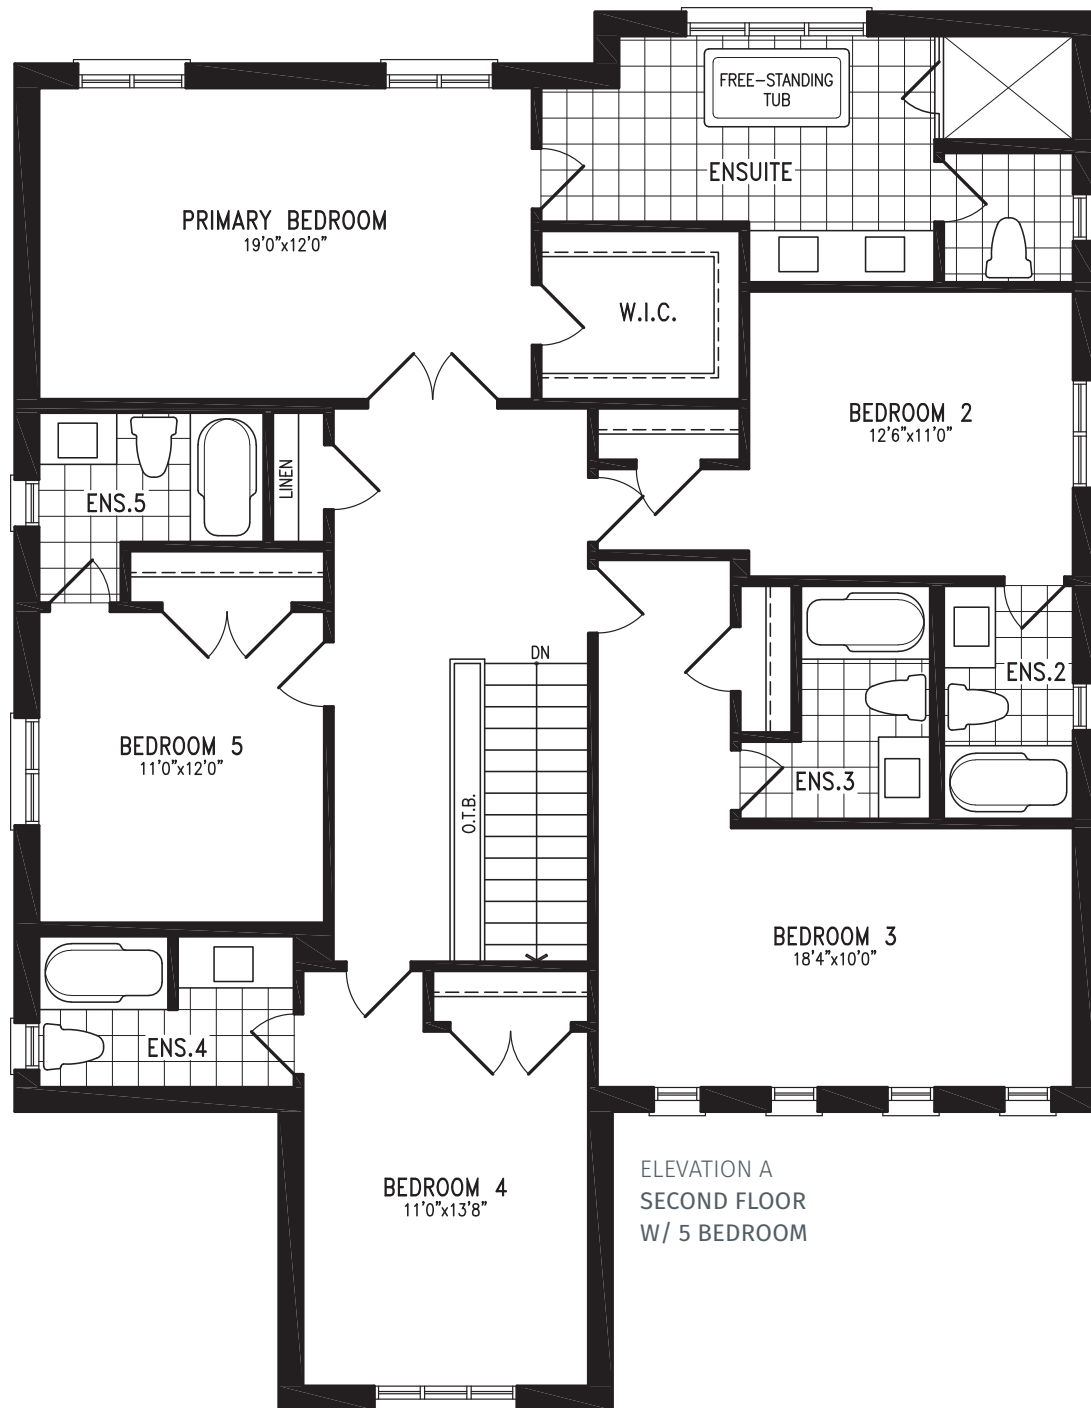 FREE-STANDING
TUB
ENSUITE
PRIMARY BEDROOM
19'0"x12'0"
W.I.C.
BEDROOM 2
12'6"x11'0"
LINEN
ENS.5
DN
ENS.2
BEDROOM 5
11'0"x12'0"
ENS.3
O.T.B.
BEDROOM 3
18'4"x10'0"
ENS.4
BEDROOM 4
11'0"x13'8"
ELEVATION A
SECOND FLOOR
W/ 5 BEDROOM